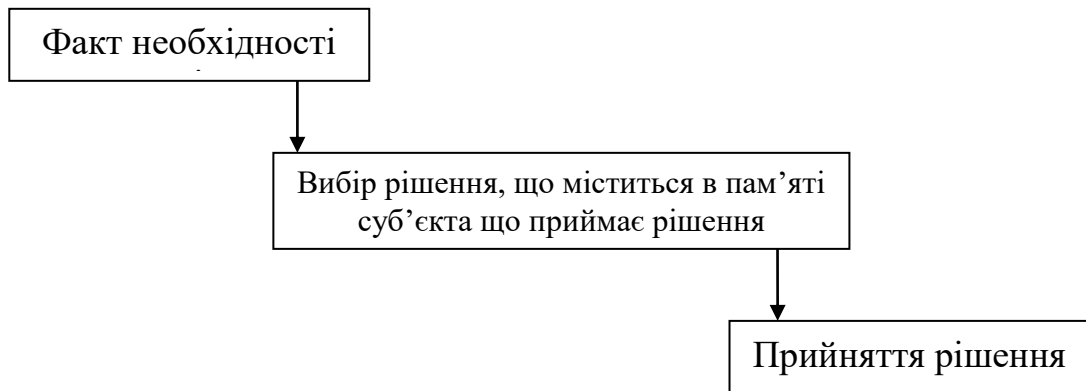 Факт необхідності
Вибір рішення, що міститься в пам’яті
суб’єкта що приймає рішення
Прийняття рішення